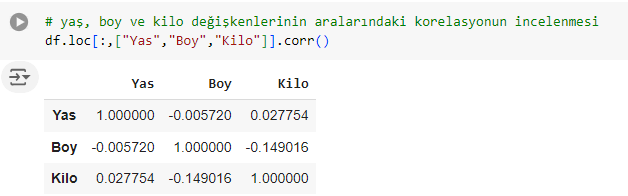 # yaş, boy ve kilo değişkenlerinin aralarındaki korelasyonun incelenmesi
df.loc[:,["Yas","Boy","Kilo"]].corr()
Yas Boy Kilo
Yas 1.000000 -0.005720 0.027754
Boy -0.005720 1.000000 -0.149016
Kilo 0.027754 -0.149016 1.000000